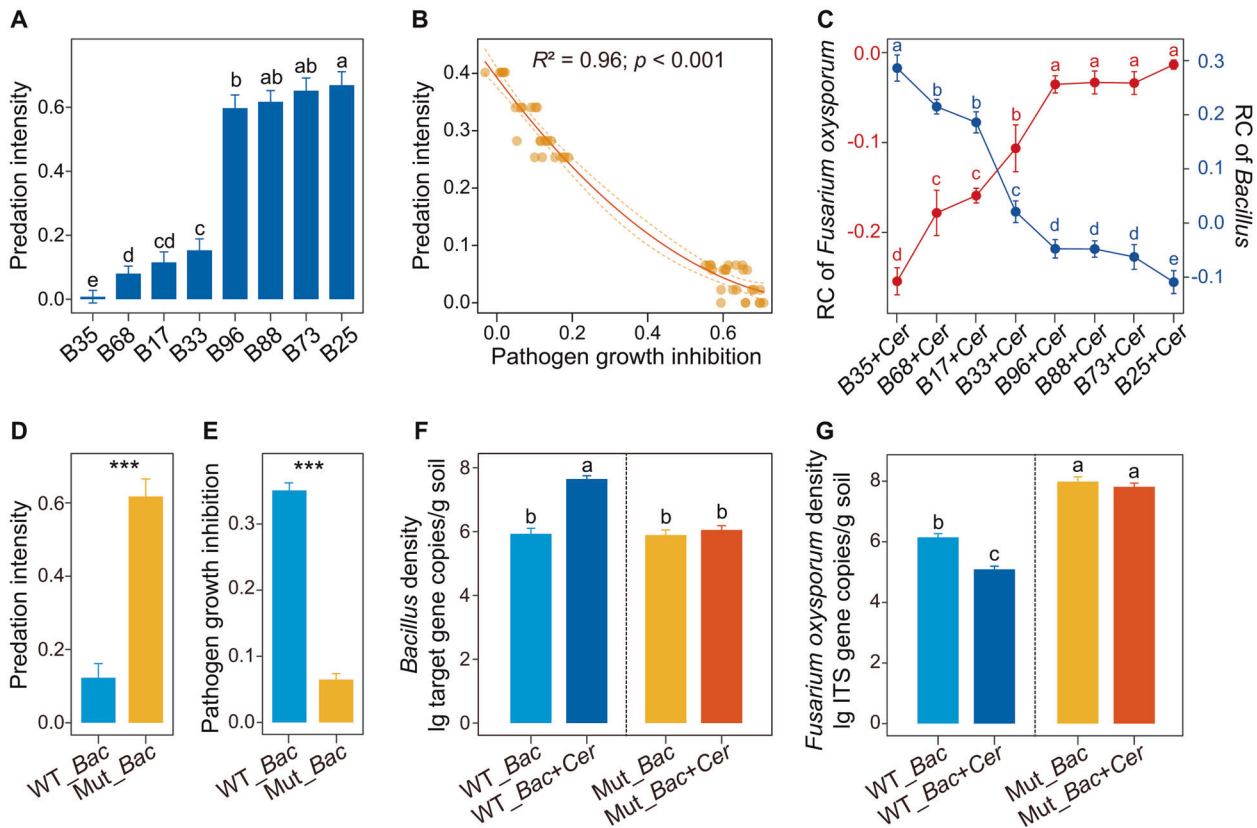 A
Predation intensity
0.6
0.4
0.2
0.0
e
d
cd
c
b
ab
ab
a
B35
B68
B17
B33
B96
B88
B73
B25
B
Predation intensity
0.4
0.3
0.2
0.1
0.0
R² = 0.96; p < 0.001
0.0
0.2
0.4
0.6
Pathogen growth inhibition
C
RC of Fusarium oxysporum
0.0
-0.1
-0.2
a
b
b
c
d
d
d
e
d
c
c
b
a
a
a
a
0.3
0.2
0.1
0.0
-0.1
RC of Bacillus
B35+Cer
B68+Cer
B17+Cer
B33+Cer
B96+Cer
B88+Cer
B73+Cer
B25+Cer
D
Predation intensity
0.6
0.4
0.2
0.0
***
WT_Bac
Mut_Bac
E
Pathogen growth inhibition
0.3
0.2
0.1
0.0
***
WT_Bac
Mut_Bac
F
Bacillus density
lg target gene copies/g soil
8
6
4
2
0
b
a
b
b
WT_Bac
WT_Bac+Cer
Mut_Bac
Mut_Bac+Cer
G
Fusarium oxysporum density
lg ITS gene copies/g soil
8
6
4
2
0
b
c
a
a
WT_Bac
WT_Bac+Cer
Mut_Bac
Mut_Bac+Cer